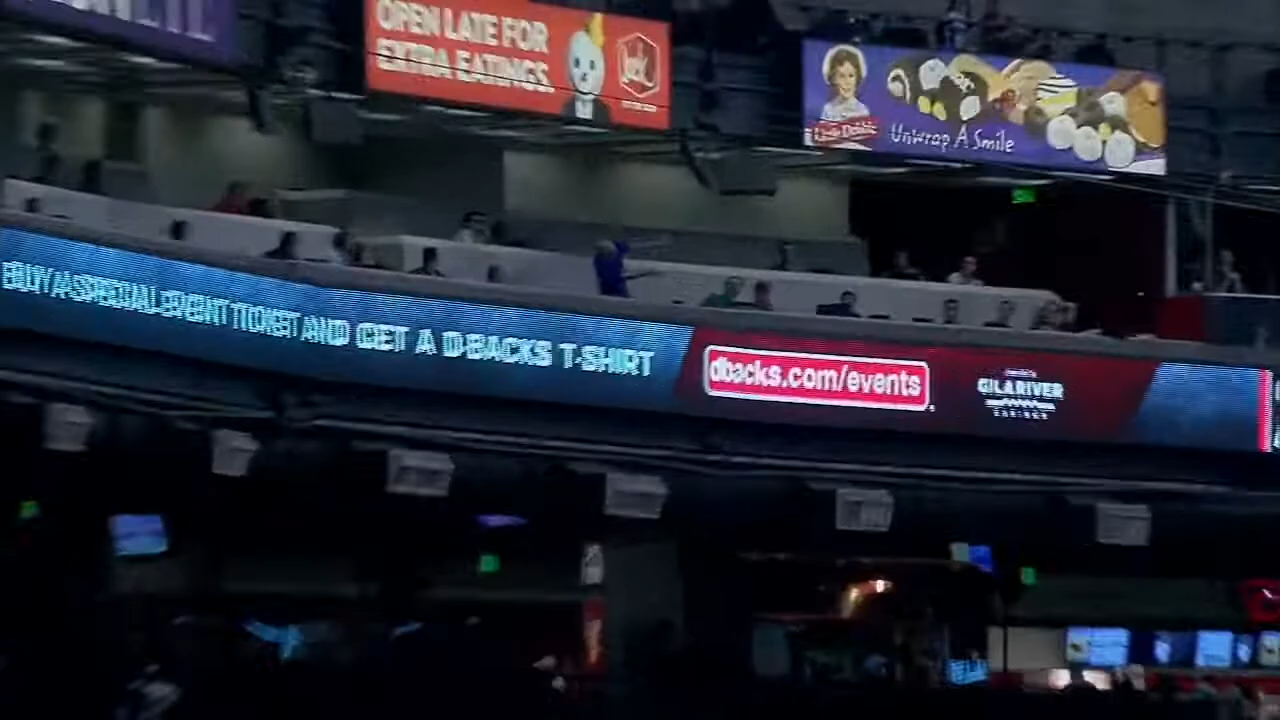 OPEN LATE FOR
EXTRA EATINGS.
Jack
Little Debbie
Unwrap A Smile
BUY A SPECIAL EVENT TICKET AND GET A D-BACKS T-SHIRT
dbacks.com/events
GILA RIVER